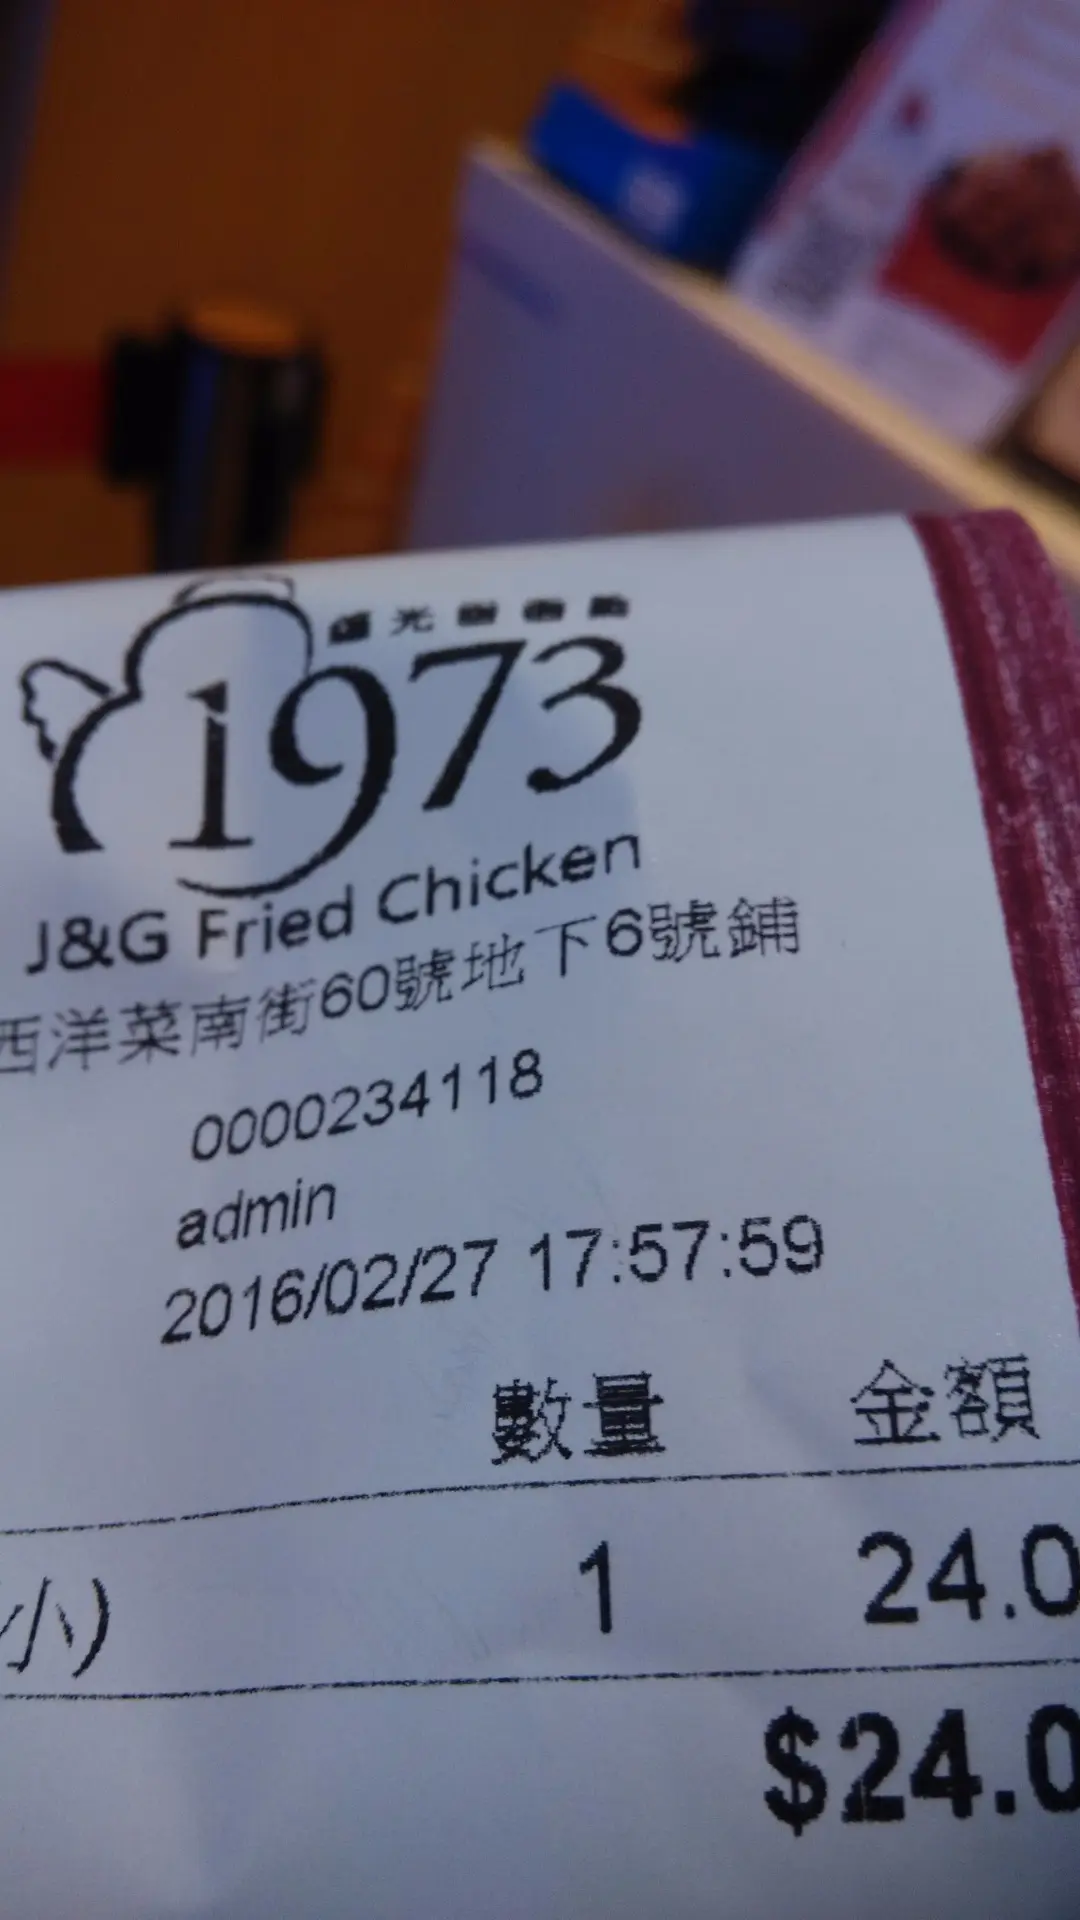 1973
J&G Fried Chicken
西洋菜南街60號地下6號鋪
0000234118
admin
2016/02/27 17:57:59
數量 金額
小) 1 24.0
$24.0